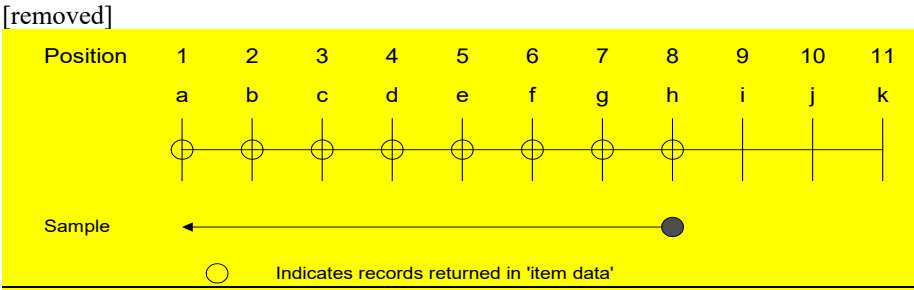 [removed]
Position 1 2 3 4 5 6 7 8 9 10 11
a b c d e f g h i j k
Sample
Indicates records returned in 'item data'